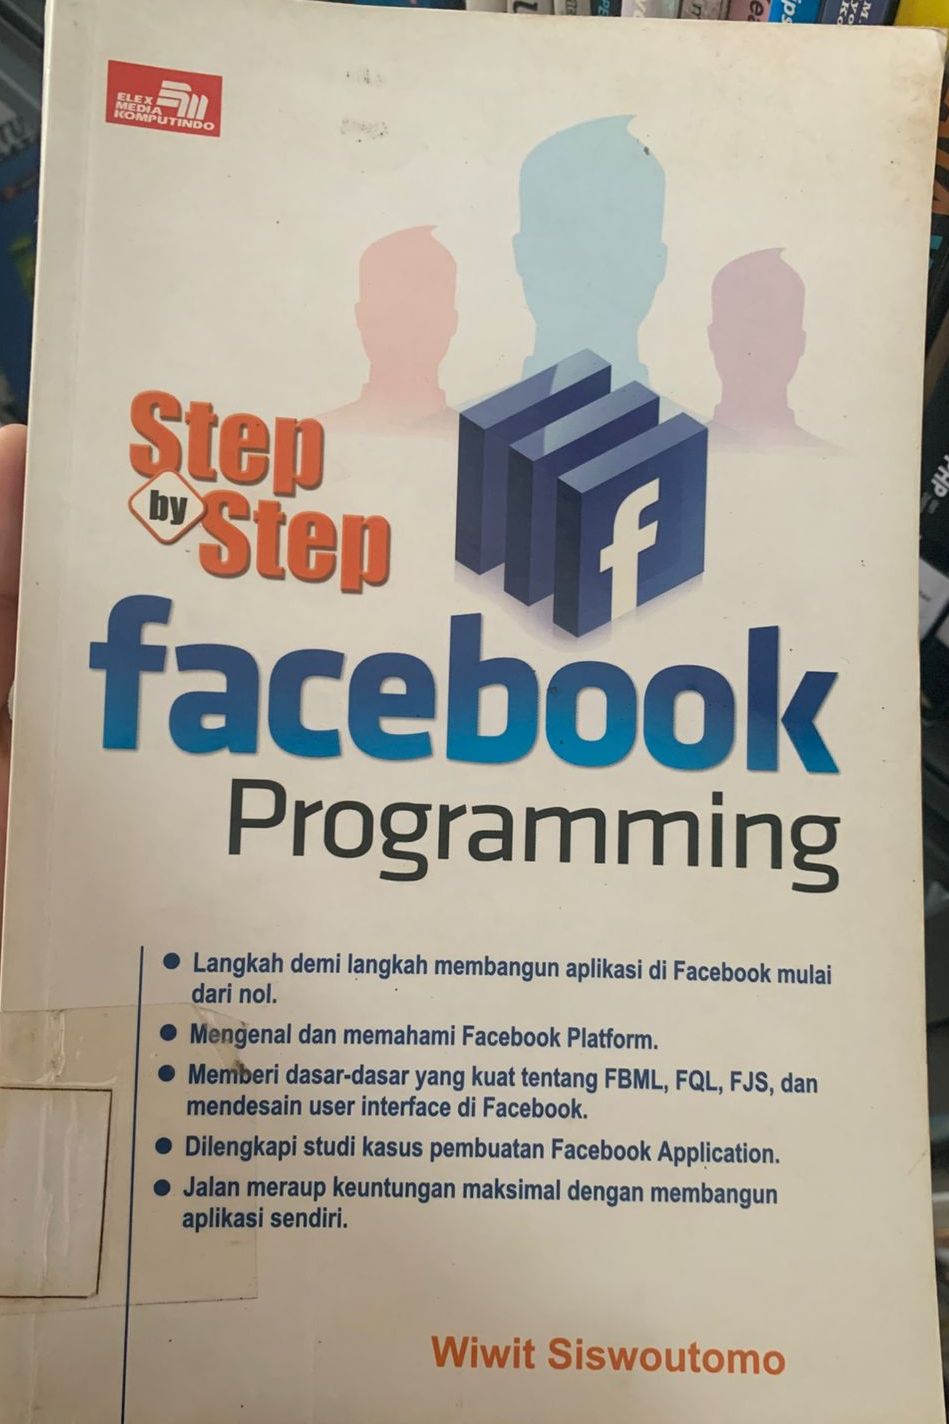 ELEX
MEDIA
KOMPUTINDO
Step
by
Step
facebook
Programming
● Langkah demi langkah membangun aplikasi di Facebook mulai
dari nol.
● Mengenal dan memahami Facebook Platform.
● Memberi dasar-dasar yang kuat tentang FBML, FQL, FJS, dan
mendesain user interface di Facebook.
● Dilengkapi studi kasus pembuatan Facebook Application.
● Jalan meraup keuntungan maksimal dengan membangun
aplikasi sendiri.
Wiwit Siswoutomo
PHP